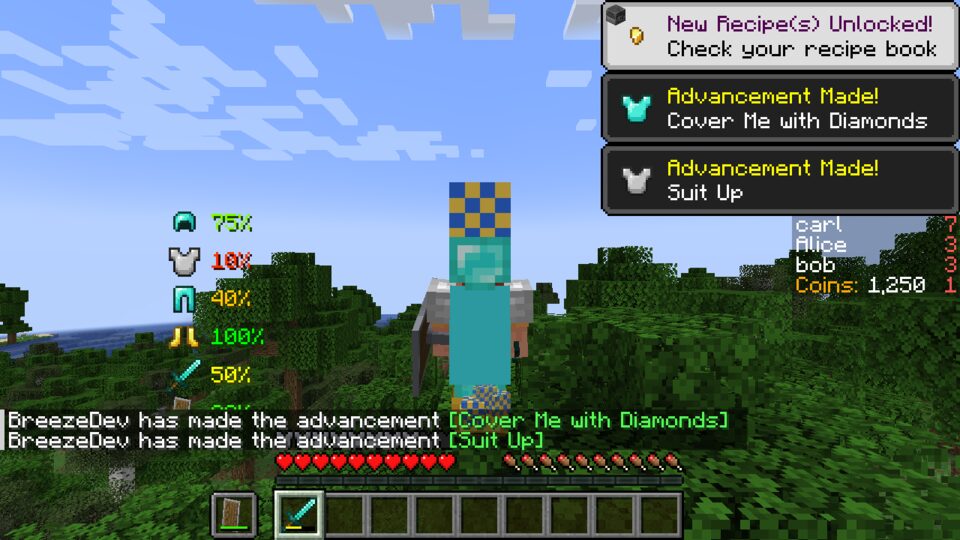 New Recipe(s) Unlocked!
Check your recipe book
Advancement Made!
Cover Me with Diamonds
Advancement Made!
Suit Up
carl 7
Alice 3
bob 3
Coins: 1,250 1
75%
10%
40%
100%
50%
BreezeDev has made the advancement [Cover Me with Diamonds]
BreezeDev has made the advancement [Suit Up]